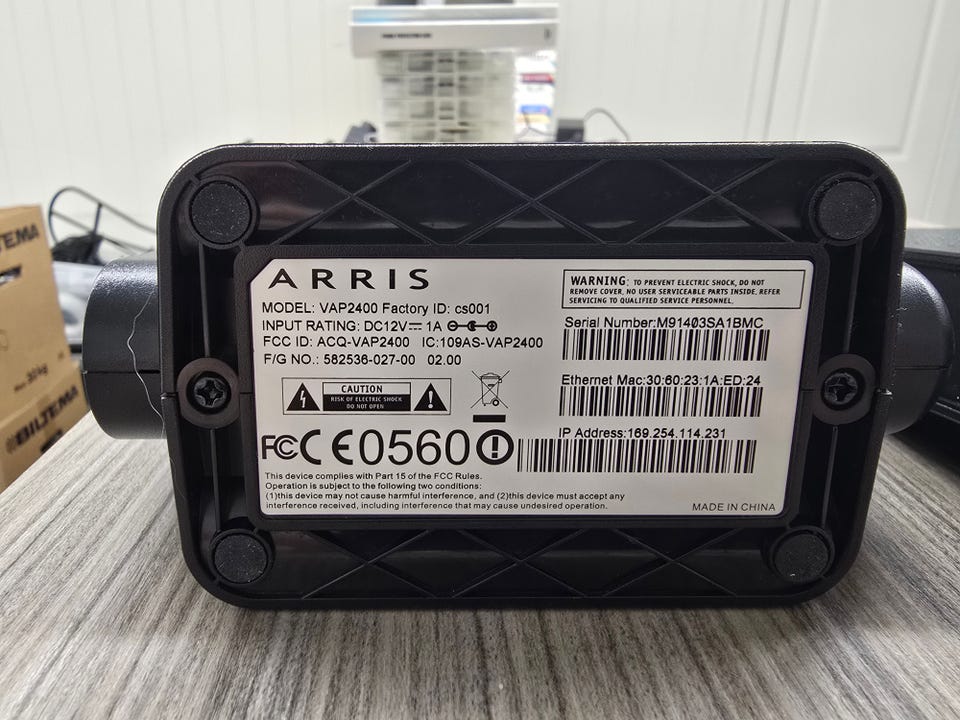 ARRIS
MODEL: VAP2400 Factory ID: cs001
INPUT RATING: DC12V⎓ 1A
FCC ID: ACQ-VAP2400 IC:109AS-VAP2400
F/G NO.: 582536-027-00 02.00
CAUTION
RISK OF ELECTRIC SHOCK
DO NOT OPEN
FC CE0560
This device complies with Part 15 of the FCC Rules.
Operation is subject to the following two conditions:
(1)this device may not cause harmful interference, and (2)this device must accept any
interference received, including interference that may cause undesired operation.
WARNING: TO PREVENT ELECTRIC SHOCK, DO NOT
REMOVE COVER. NO USER SERVICEABLE PARTS INSIDE. REFER
SERVICING TO QUALIFIED SERVICE PERSONNEL.
Serial Number:M91403SA1BMC
Ethernet Mac:30:60:23:1A:ED:24
IP Address:169.254.114.231
MADE IN CHINA
LTEMA
BILTEMA